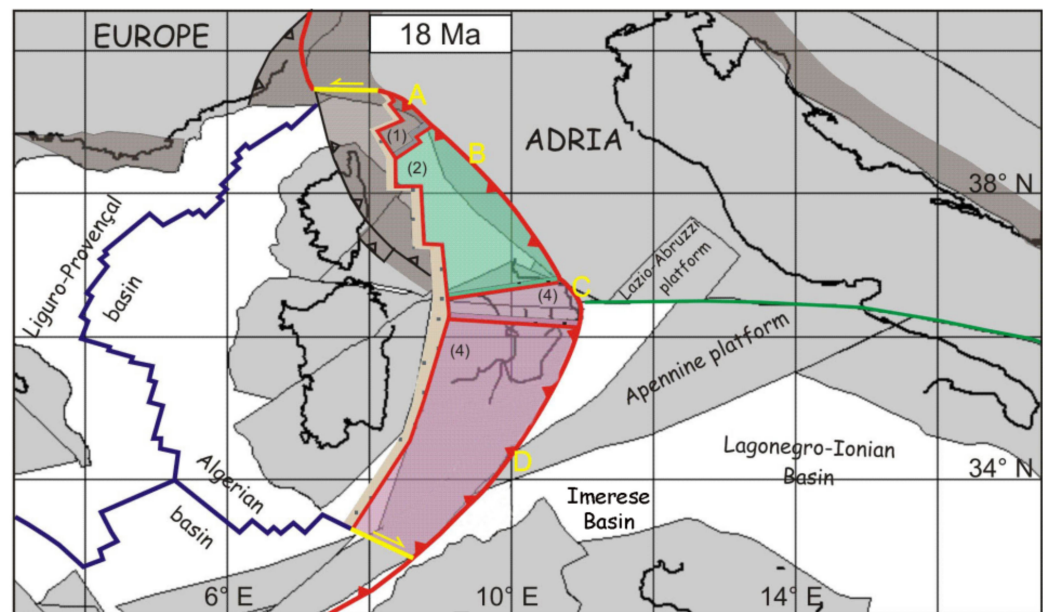 EUROPE
18 Ma
A
(1)
ADRIA
B
(2)
38° N
Liguro-Provençal
basin
Lazio-Abruzzi
platform
C
(4)
(4)
Apennine platform
Lagonegro-Ionian
Basin
D
Algerian
basin
34° N
Imerese
Basin
6° E
10° E
14° E